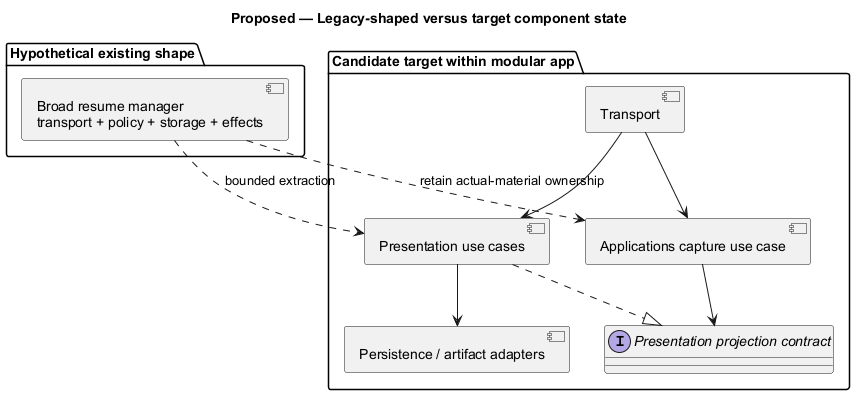 Proposed — Legacy-shaped versus target component state
Hypothetical existing shape
Candidate target within modular app
Broad resume manager
transport + policy + storage + effects
Transport
bounded extraction
retain actual-material ownership
Presentation use cases
Applications capture use case
Persistence / artifact adapters
I Presentation projection contract